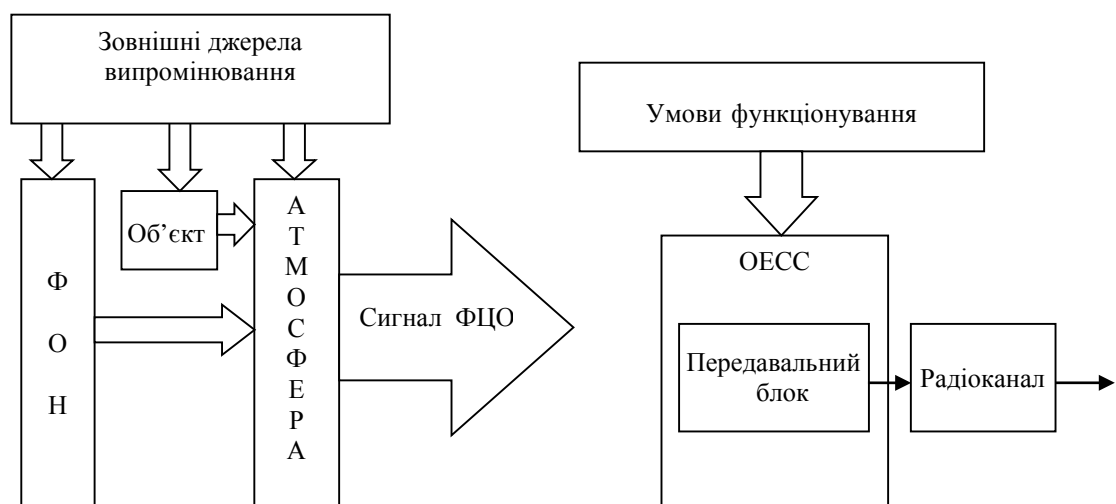 Зовнішні джерела
випромінювання
Умови функціонування
Ф
О
Н
Об’єкт
А
Т
М
О
С
Ф
Е
Р
А
Сигнал ФЦО
ОЕСС
Передавальний
блок
Радіоканал